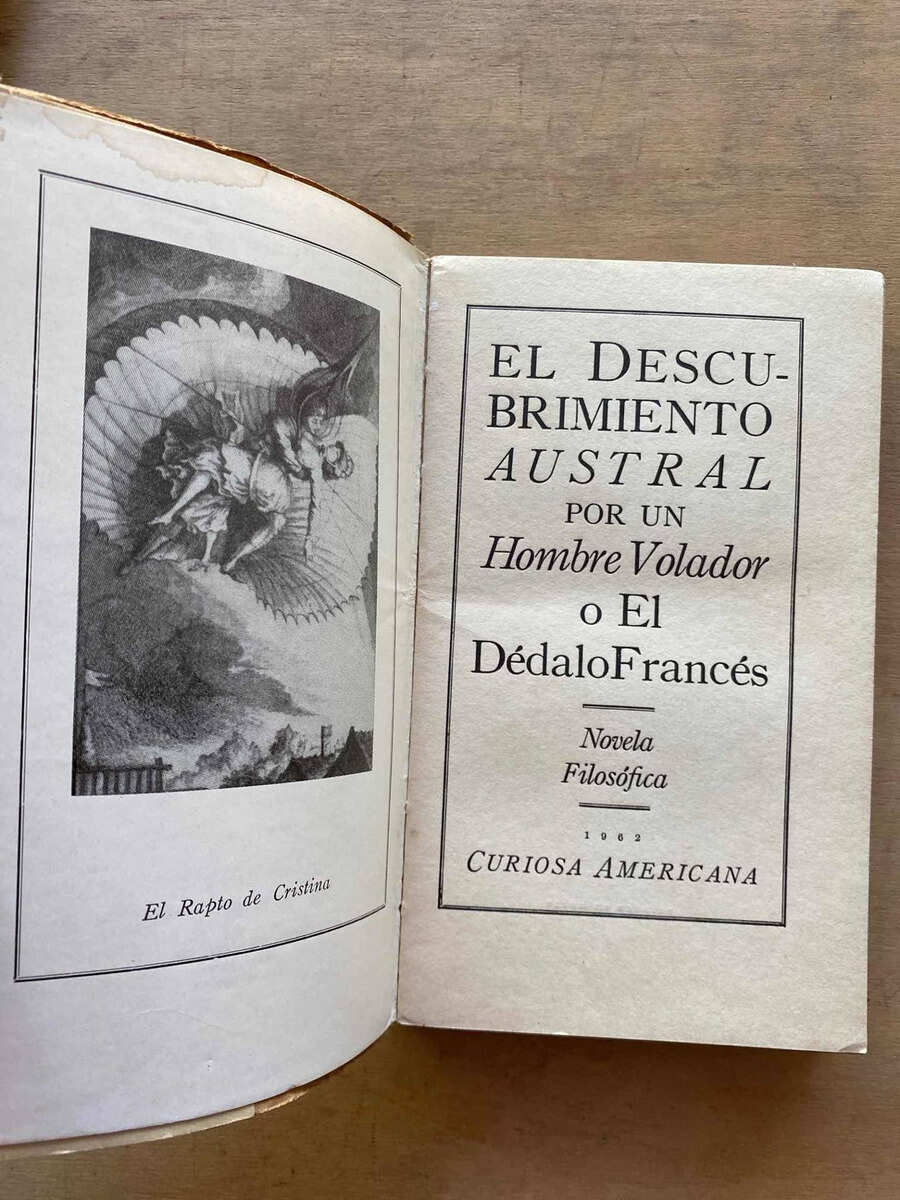 El Rapto de Cristina
EL DESCU-
BRIMIENTO
AUSTRAL
POR UN
Hombre Volador
o El
Dédalo Francés
Novela
Filosófica
1962
CURIOSA AMERICANA